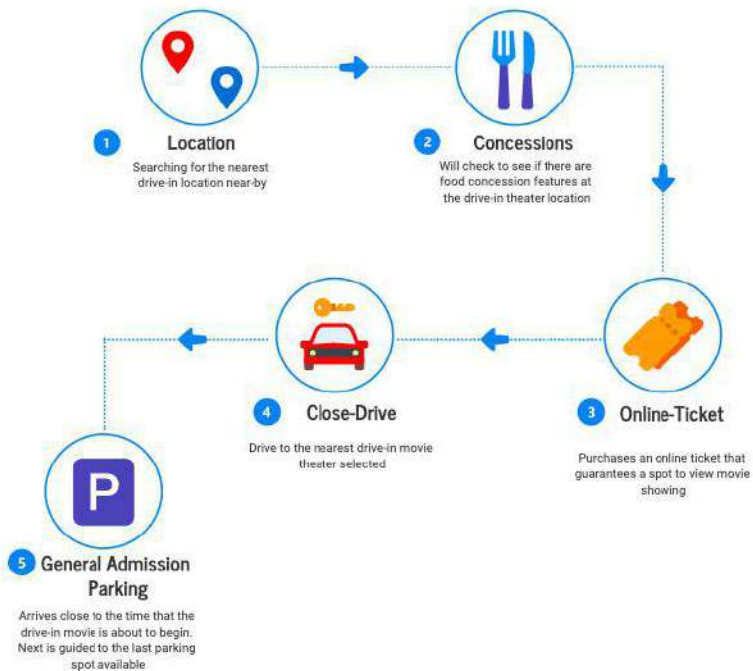 1
Location
Searching for the nearest
drive-in location near-by
2
Concessions
Will check to see if there are
food concession features at
the drive-in theater location
3
Online-Ticket
Purchases an online ticket that
guarantees a spot to view movie
showing
4
Close-Drive
Drive to the nearest drive-in movie
theater selected
P
5
General Admission
Parking
Arrives close to the time that the
drive-in movie is about to begin.
Next is guided to the last parking
spot available